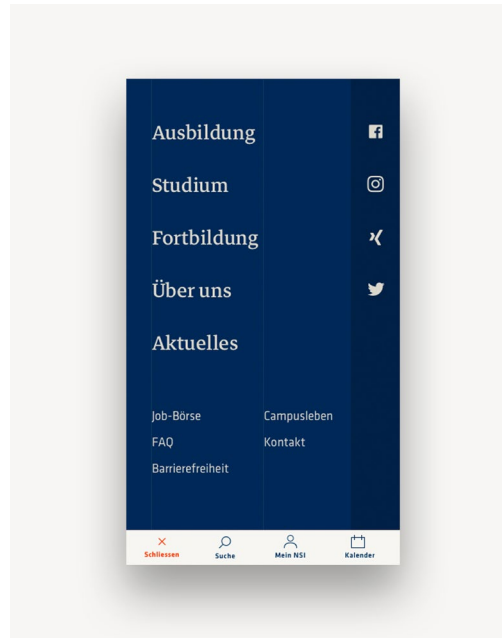 Ausbildung
Studium
Fortbildung
Über uns
Aktuelles
Job-Börse
Campusleben
FAQ
Kontakt
Barrierefreiheit
Schliessen
Suche
Mein NSI
Kalender